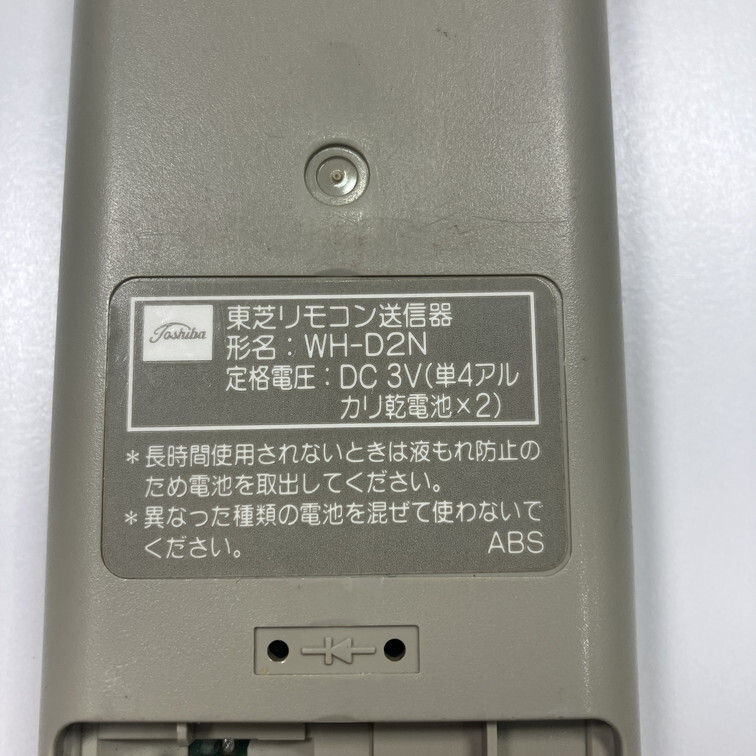 Toshiba
東芝リモコン送信器
形名：WH-D2N
定格電圧：DC 3V(単4アル
カリ乾電池×2)
＊長時間使用されないときは液もれ防止の
ため電池を取出してください。
＊異なった種類の電池を混ぜて使わないで
ください。
ABS